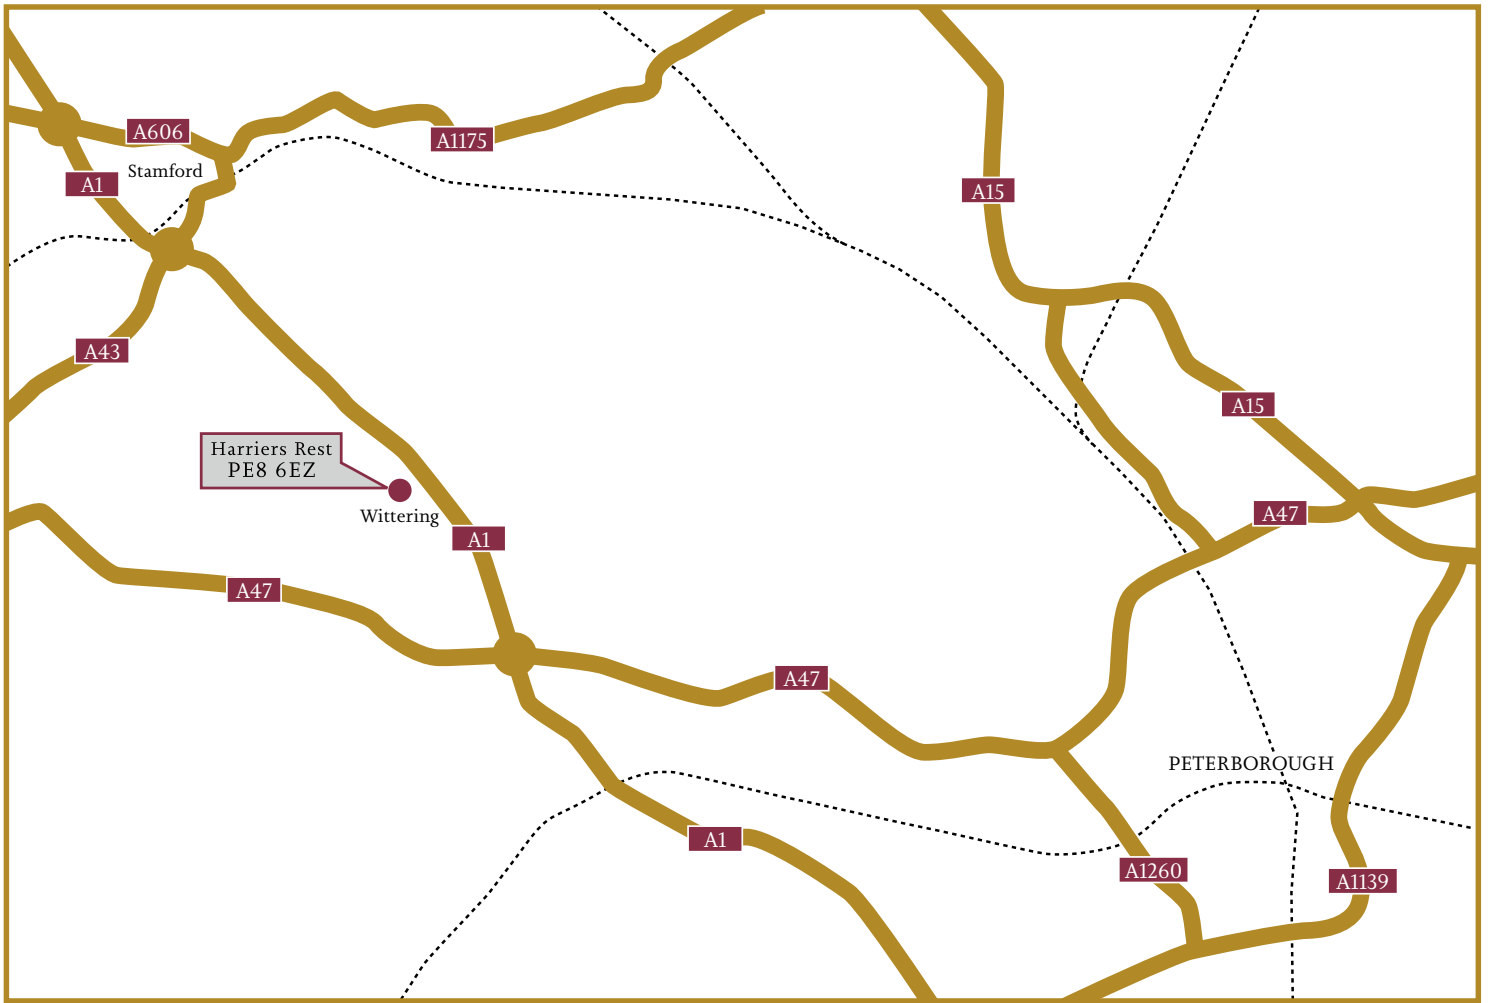 A606
A1175
Stamford
A1
A15
A43
A15
Harriers Rest
PE8 6EZ
Wittering
A1
A47
A47
A47
PETERBOROUGH
A1
A1260
A1139